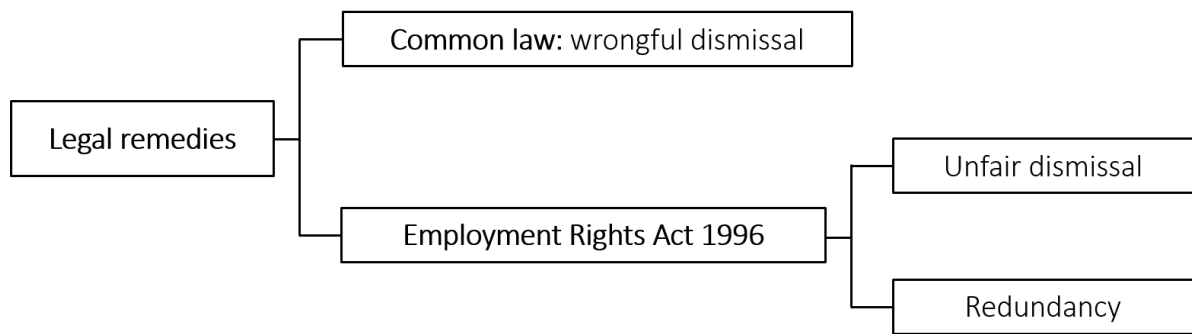 Common law: wrongful dismissal
Legal remedies
Unfair dismissal
Employment Rights Act 1996
Redundancy